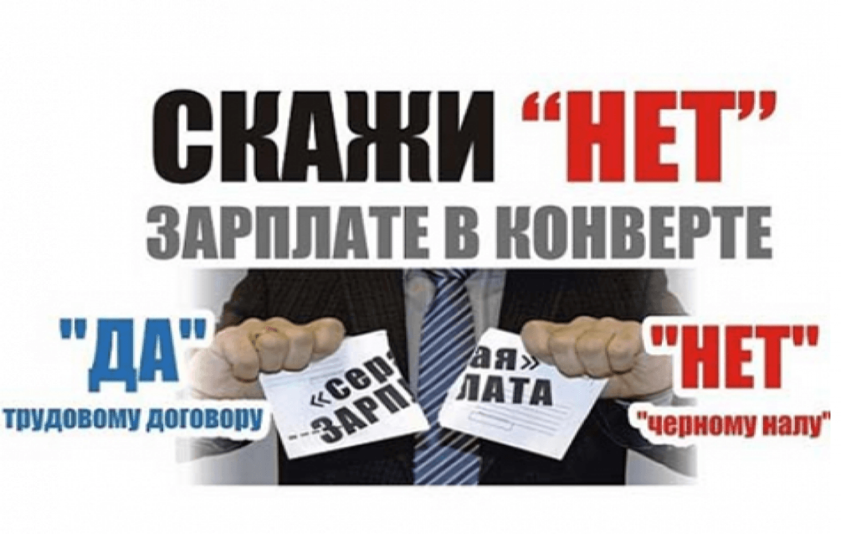 СКАЖИ “НЕТ”
ЗАРПЛАТЕ В КОНВЕРТЕ
"ДА"
трудовому договору
«сер
ЗАРП
ая»
ЛАТА
"НЕТ"
"черному налу"